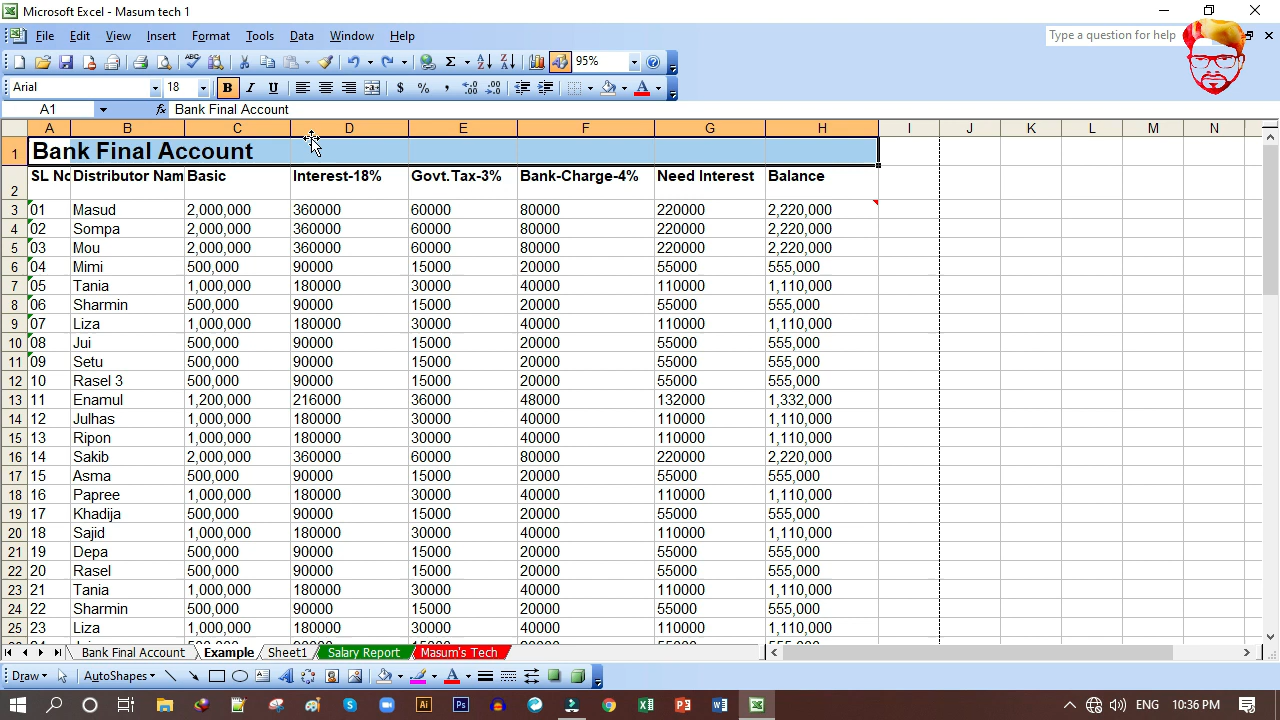 Microsoft Excel - Masum tech 1
File Edit View Insert Format Tools Data Window Help Type a question for help
95%
Arial 18 B I U $ % ,
A1 fx Bank Final Account
A B C D E F G H I J K L M N
1 Bank Final Account
2 SL No Distributor Nam Basic Interest-18% Govt.Tax-3% Bank-Charge-4% Need Interest Balance
3 01 Masud 2,000,000 360000 60000 80000 220000 2,220,000
4 02 Sompa 2,000,000 360000 60000 80000 220000 2,220,000
5 03 Mou 2,000,000 360000 60000 80000 220000 2,220,000
6 04 Mimi 500,000 90000 15000 20000 55000 555,000
7 05 Tania 1,000,000 180000 30000 40000 110000 1,110,000
8 06 Sharmin 500,000 90000 15000 20000 55000 555,000
9 07 Liza 1,000,000 180000 30000 40000 110000 1,110,000
10 08 Jui 500,000 90000 15000 20000 55000 555,000
11 09 Setu 500,000 90000 15000 20000 55000 555,000
12 10 Rasel 3 500,000 90000 15000 20000 55000 555,000
13 11 Enamul 1,200,000 216000 36000 48000 132000 1,332,000
14 12 Julhas 1,000,000 180000 30000 40000 110000 1,110,000
15 13 Ripon 1,000,000 180000 30000 40000 110000 1,110,000
16 14 Sakib 2,000,000 360000 60000 80000 220000 2,220,000
17 15 Asma 500,000 90000 15000 20000 55000 555,000
18 16 Papree 1,000,000 180000 30000 40000 110000 1,110,000
19 17 Khadija 500,000 90000 15000 20000 55000 555,000
20 18 Sajid 1,000,000 180000 30000 40000 110000 1,110,000
21 19 Depa 500,000 90000 15000 20000 55000 555,000
22 20 Rasel 500,000 90000 15000 20000 55000 555,000
23 21 Tania 1,000,000 180000 30000 40000 110000 1,110,000
24 22 Sharmin 500,000 90000 15000 20000 55000 555,000
25 23 Liza 1,000,000 180000 30000 40000 110000 1,110,000
Bank Final Account Example Sheet1 Salary Report Masum's Tech
Draw AutoShapes
Ai Ps ENG 10:36 PM